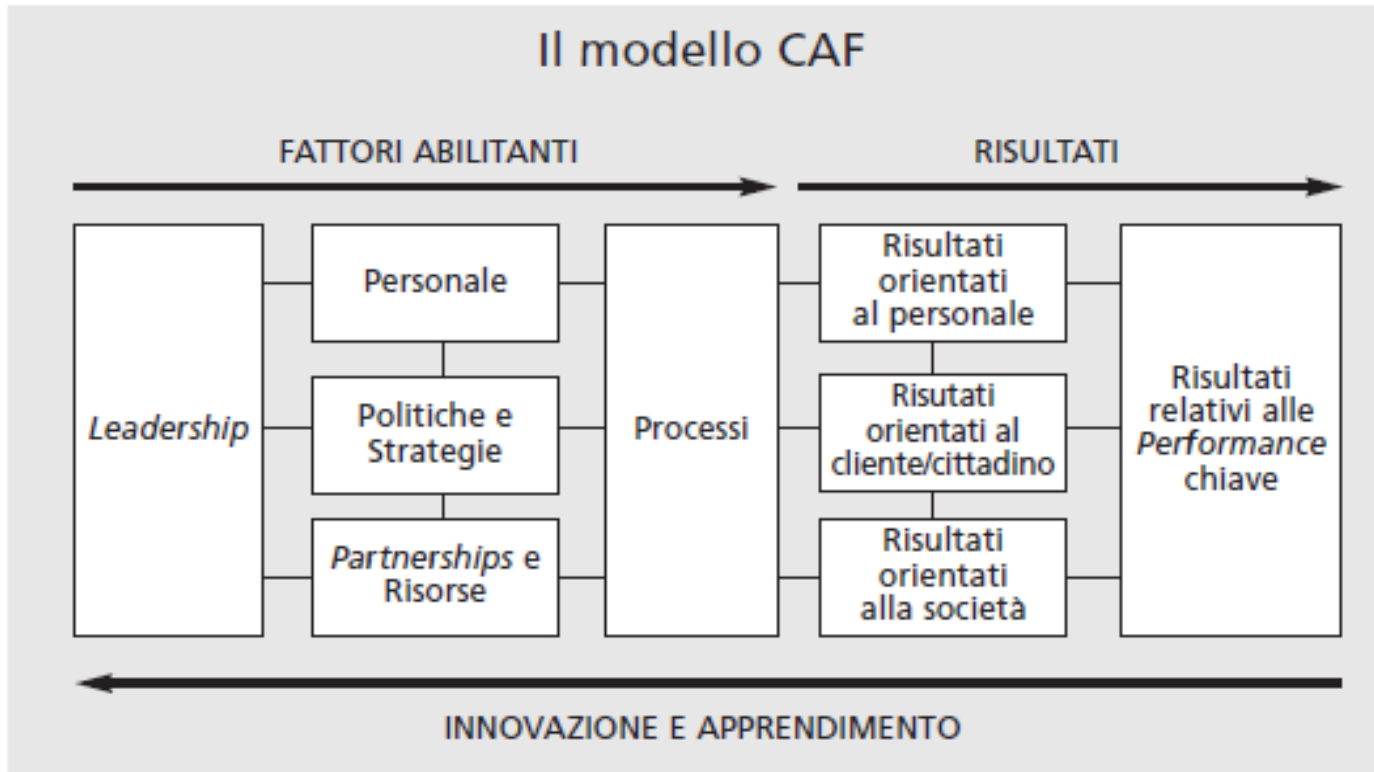 Il modello CAF
FATTORI ABILITANTI
RISULTATI
Leadership
Personale
Politiche e
Strategie
Partnerships e
Risorse
Processi
Risultati
orientati
al personale
Risutati
orientati al
cliente/cittadino
Risultati
orientati
alla società
Risultati
relativi alle
Performance
chiave
INNOVAZIONE E APPRENDIMENTO